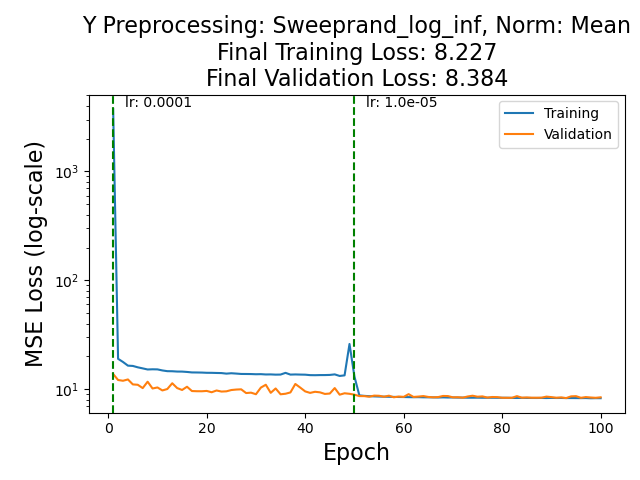 Y Preprocessing: Sweeprand_log_inf, Norm: Mean
Final Training Loss: 8.227
Final Validation Loss: 8.384
lr: 0.0001
lr: 1.0e-05
Training
Validation
MSE Loss (log-scale)
10³
10²
10¹
0 20 40 60 80 100
Epoch